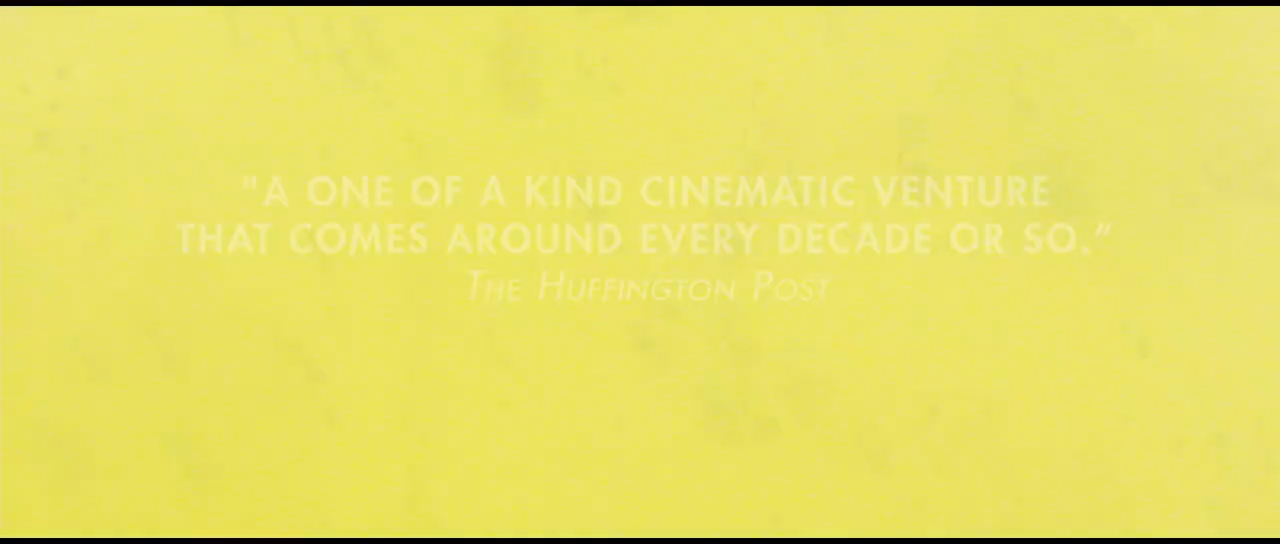 "A ONE OF A KIND CINEMATIC VENTURE
THAT COMES AROUND EVERY DECADE OR SO."
THE HUFFINGTON POST